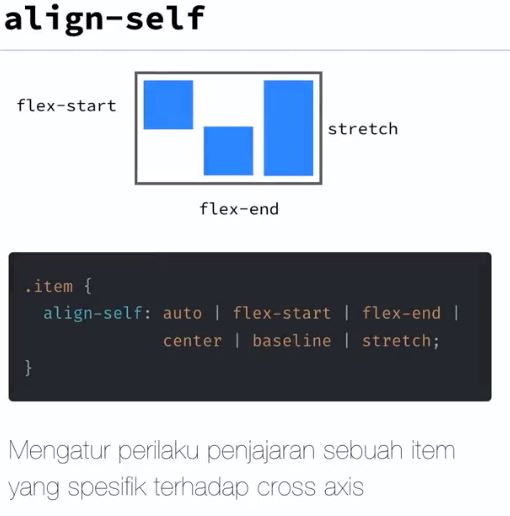 align-self
flex-start
stretch
flex-end
.item {
  align-self: auto | flex-start | flex-end |
              center | baseline | stretch;
}
Mengatur perilaku penjajaran sebuah item
yang spesifik terhadap cross axis